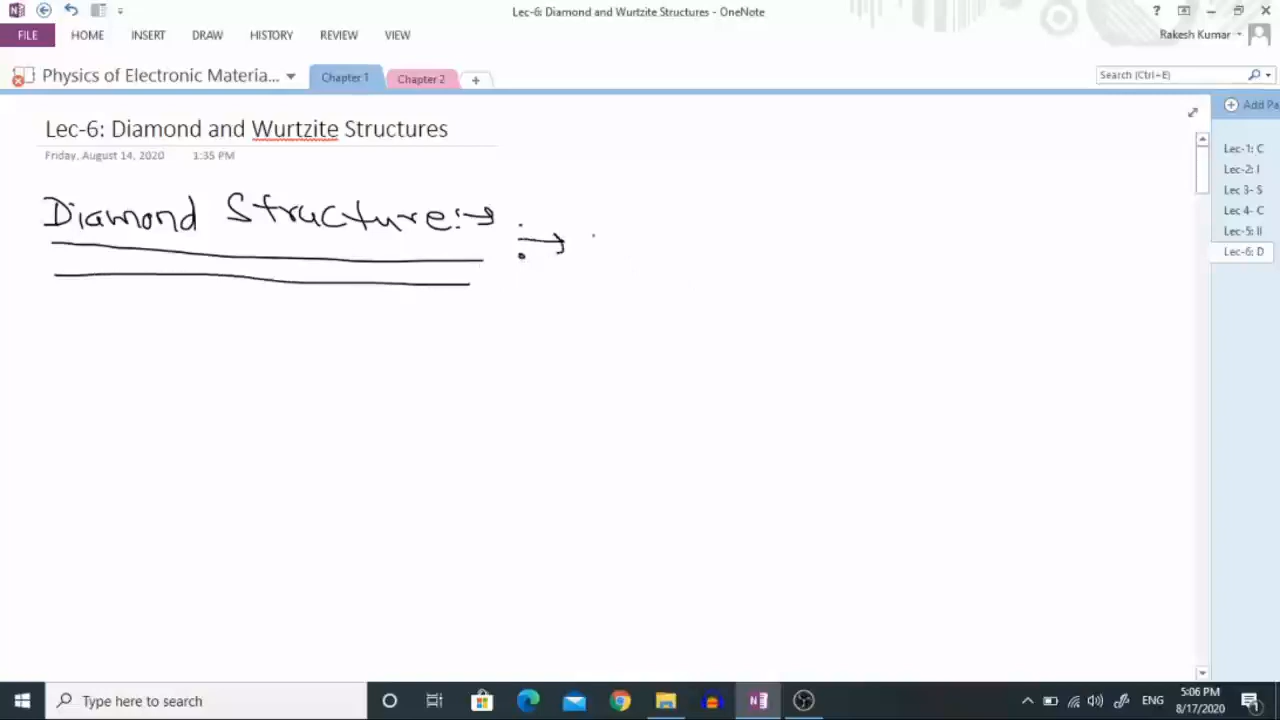 Lec-6: Diamond and Wurtzite Structures - OneNote
?
FILE HOME INSERT DRAW HISTORY REVIEW VIEW
Rakesh Kumar
Physics of Electronic Materia... Chapter 1 Chapter 2 +
Search (Ctrl+E)
Add Pa
Lec-6: Diamond and Wurtzite Structures
Friday, August 14, 2020 1:35 PM
Diamond Structure:→
Lec-1: C
Lec-2: I
Lec 3- S
Lec 4- C
Lec-5: II
Lec-6: D
Type here to search
ENG
5:06 PM
8/17/2020
1